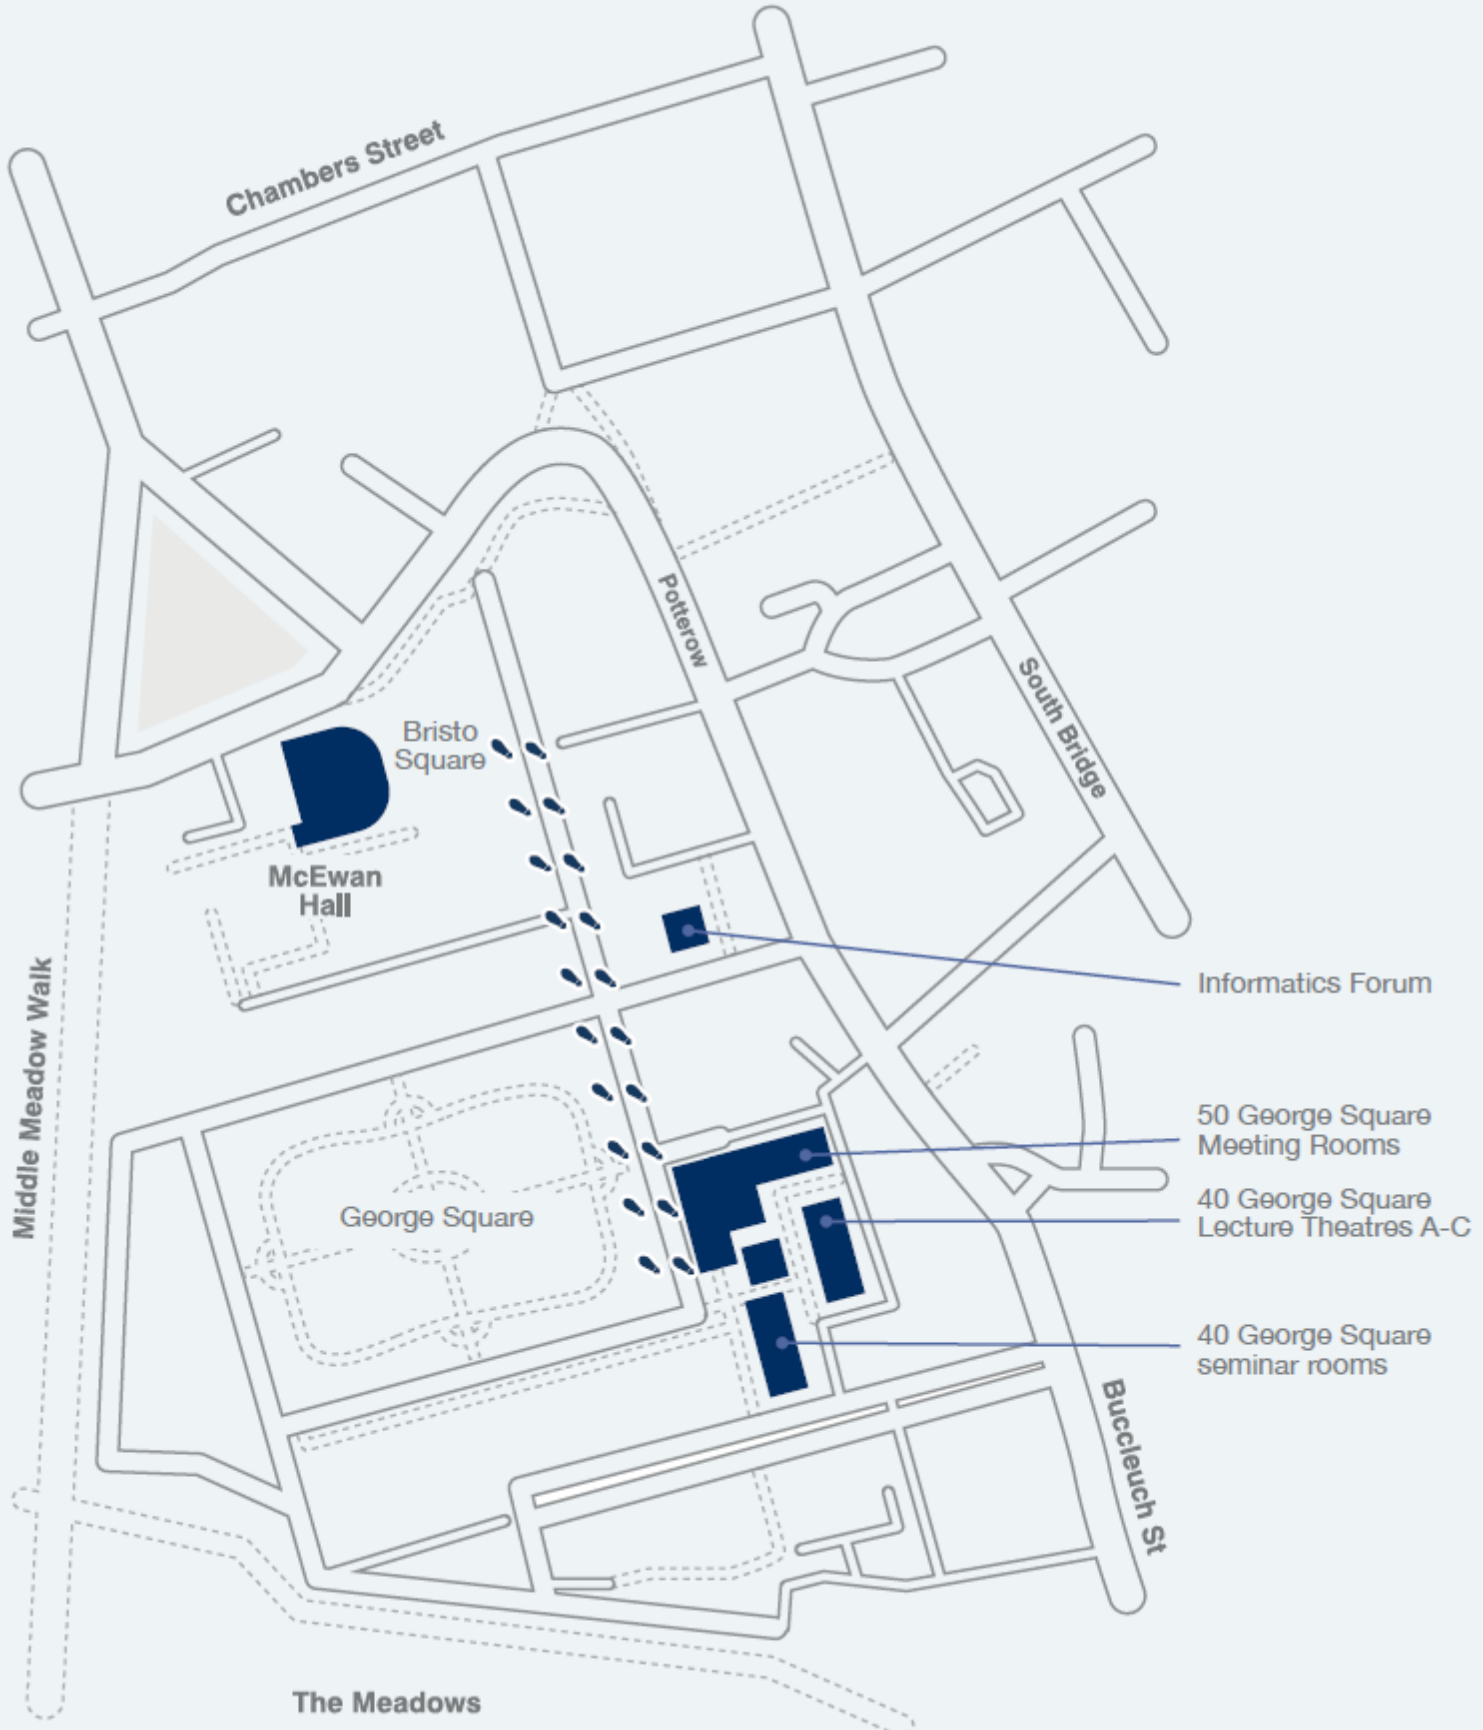 Chambers Street
Potterow
Bristo
Square
South Bridge
McEwan
Hall
Informatics Forum
Middle Meadow Walk
50 George Square
Meeting Rooms
George Square
40 George Square
Lecture Theatres A-C
40 George Square
seminar rooms
Buccleuch St
The Meadows